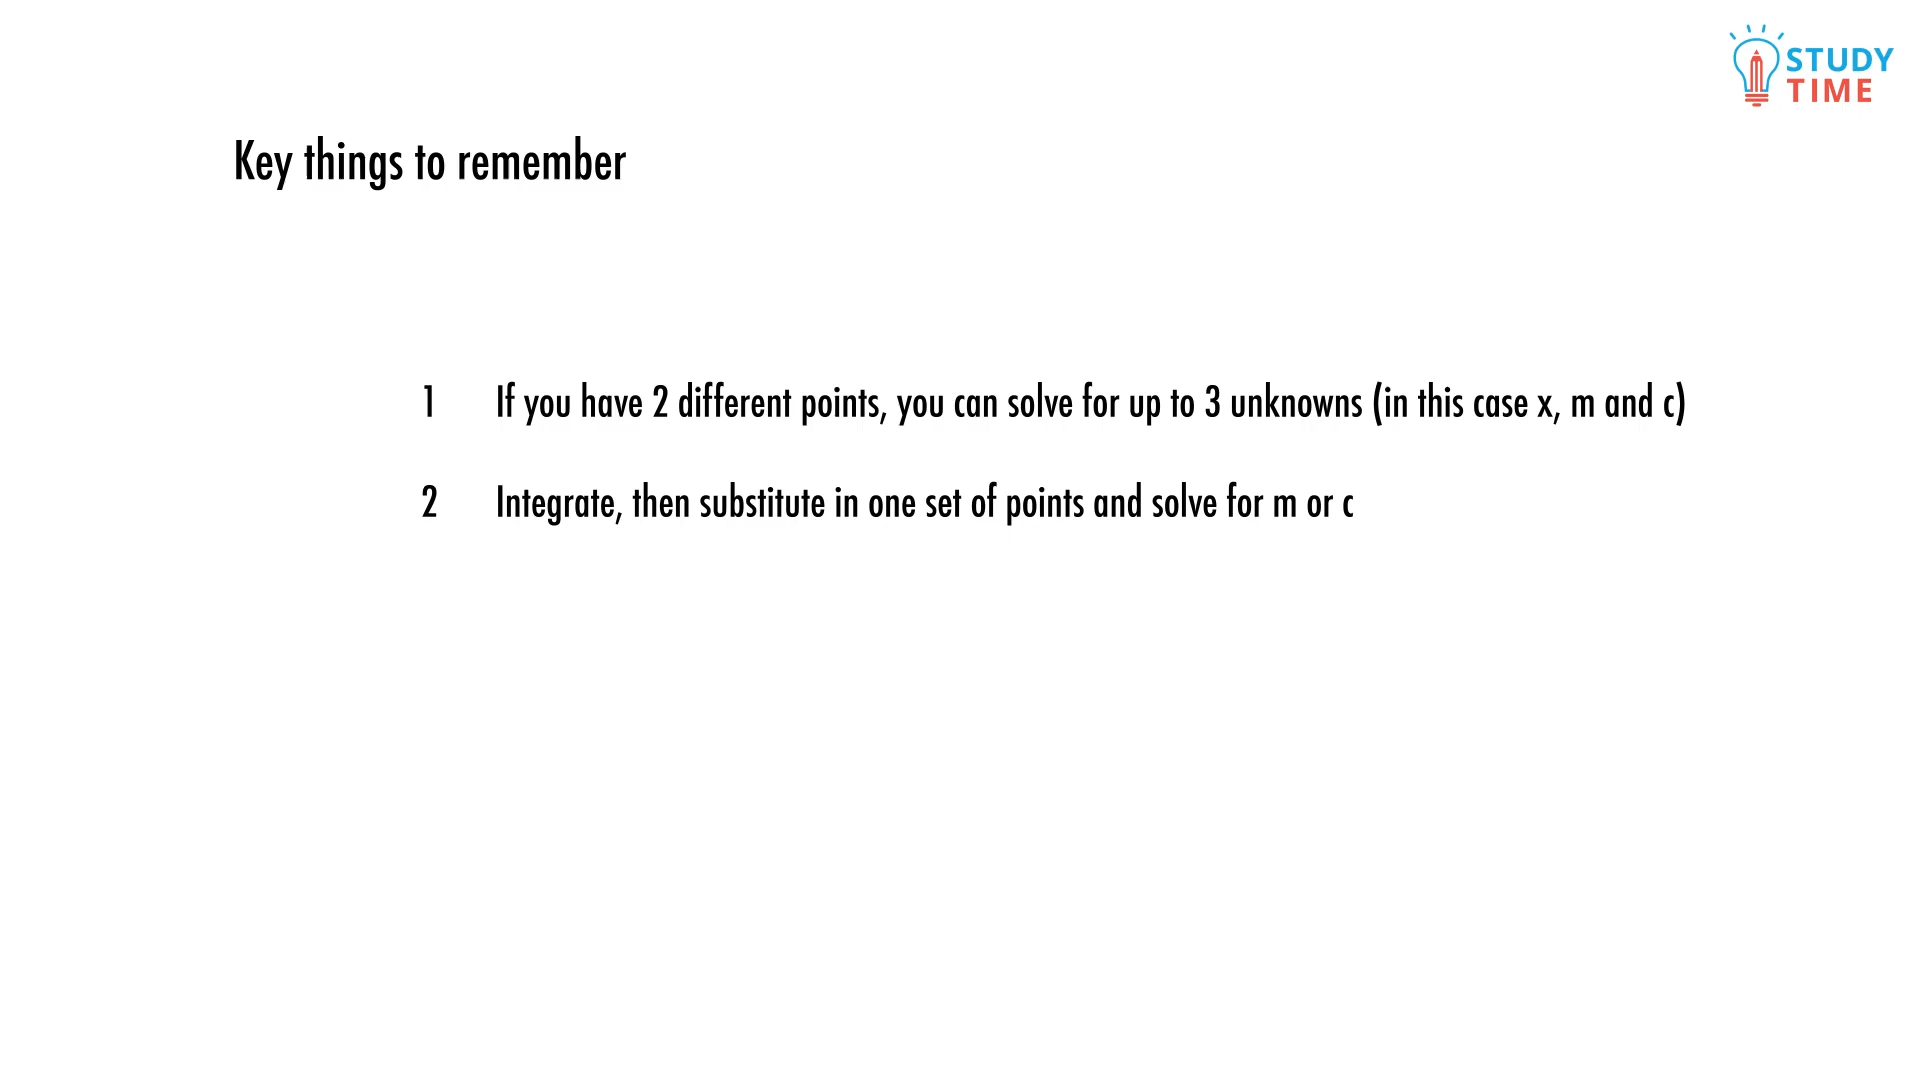 STUDY
TIME
Key things to remember
1 If you have 2 different points, you can solve for up to 3 unknowns (in this case x, m and c)
2 Integrate, then substitute in one set of points and solve for m or c